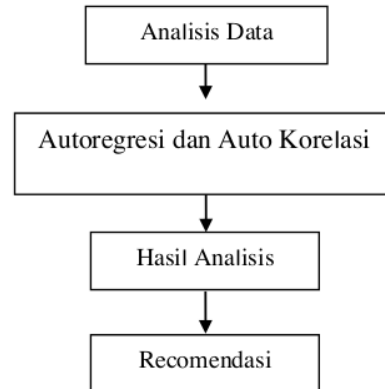 Analisis Data
Autoregresi dan Auto Korelasi
Hasil Analisis
Recomendasi